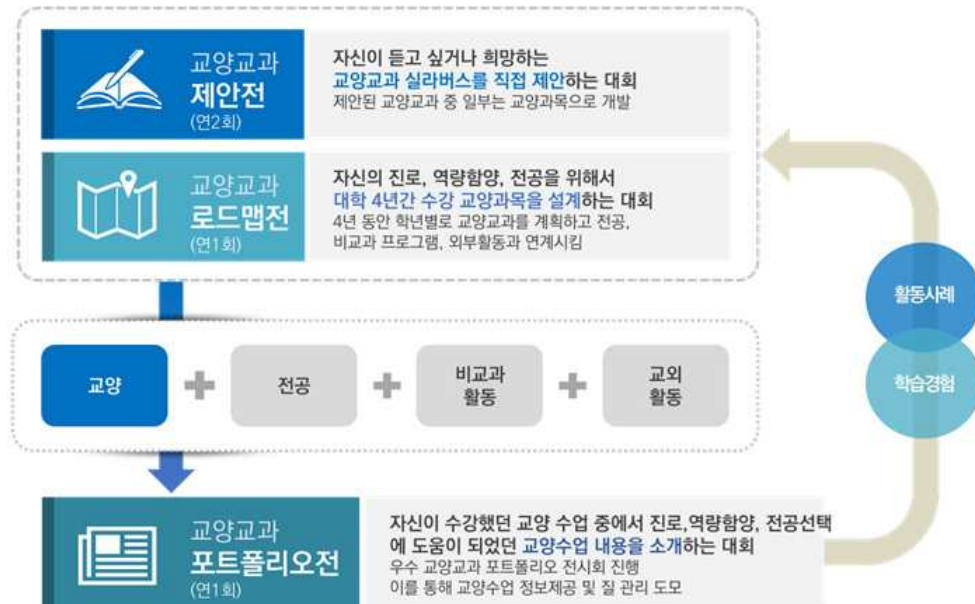 교양교과
제안전
(연2회)
자신이 듣고 싶거나 희망하는
교양교과 실라버스를 직접 제안하는 대회
제안된 교양교과 중 일부는 교양과목으로 개발
교양교과
로드맵전
(연1회)
자신의 진로, 역량함양, 전공을 위해서
대학 4년간 수강 교양과목을 설계하는 대회
4년 동안 학년별로 교양교과를 계획하고 전공,
비교과 프로그램, 외부활동과 연계시킴
활동사례
학습경험
교양
전공
비교과
활동
교외
활동
교양교과
포트폴리오전
(연1회)
자신이 수강했던 교양 수업 중에서 진로,역량함양, 전공선택
에 도움이 되었던 교양수업 내용을 소개하는 대회
우수 교양교과 포트폴리오 전시회 진행
이를 통해 교양수업 정보제공 및 질 관리 도모